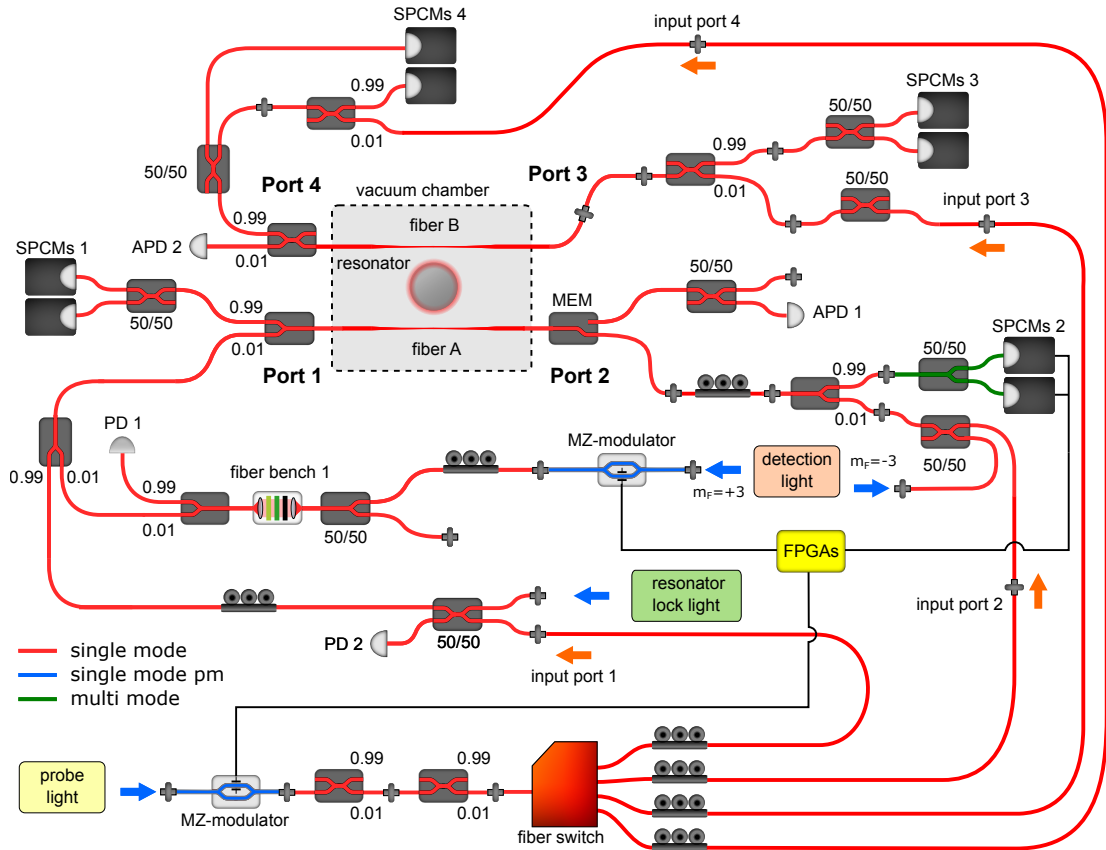 SPCMs 4
input port 4
0.99
0.01
50/50
SPCMs 3
50/50
0.99
0.01
50/50
input port 3
Port 4
Port 3
vacuum chamber
fiber B
0.99
APD 2
0.01
resonator
SPCMs 1
50/50
0.99
0.01
Port 1
fiber A
MEM
Port 2
50/50
APD 1
SPCMs 2
50/50
0.99
0.01
50/50
PD 1
0.99
0.01
0.99
0.01
fiber bench 1
50/50
MZ-modulator
detection
light
mF=+3
mF=-3
FPGAs
resonator
lock light
input port 2
PD 2
50/50
input port 1
single mode
single mode pm
multi mode
probe
light
MZ-modulator
0.99
0.01
0.99
0.01
fiber switch